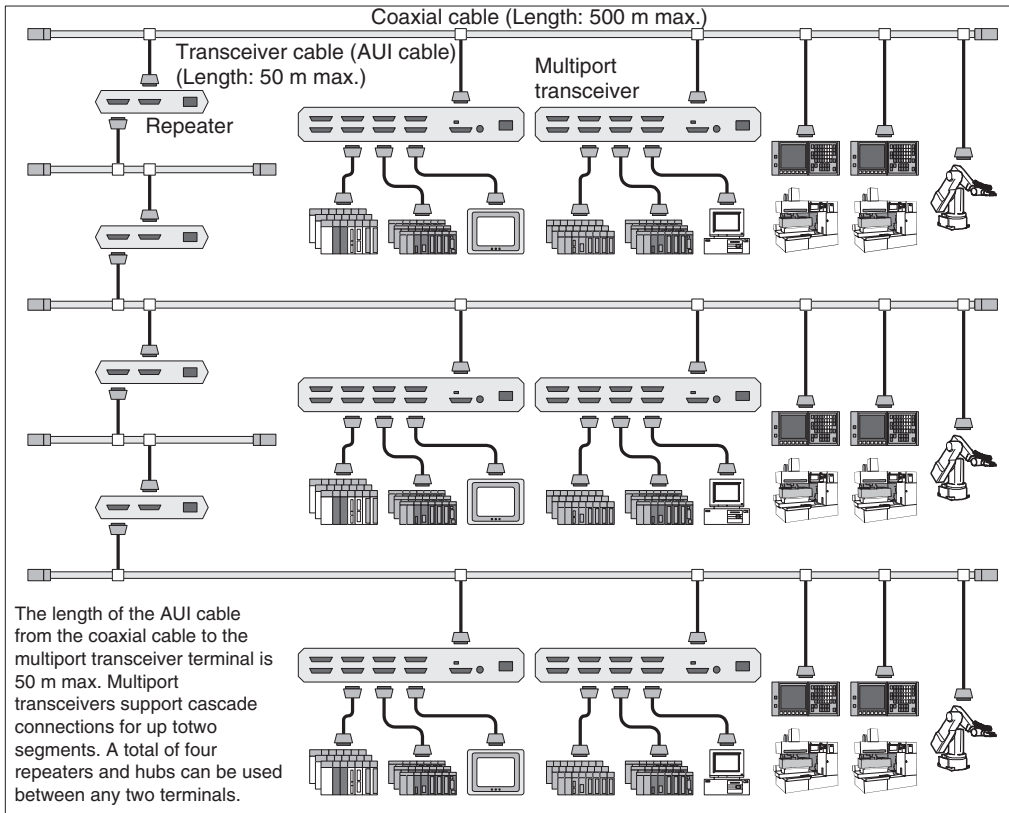 Coaxial cable (Length: 500 m max.)
Transceiver cable (AUI cable)
(Length: 50 m max.)
Multiport
transceiver
Repeater
The length of the AUI cable
from the coaxial cable to the
multiport transceiver terminal is
50 m max. Multiport
transceivers support cascade
connections for up totwo
segments. A total of four
repeaters and hubs can be used
between any two terminals.